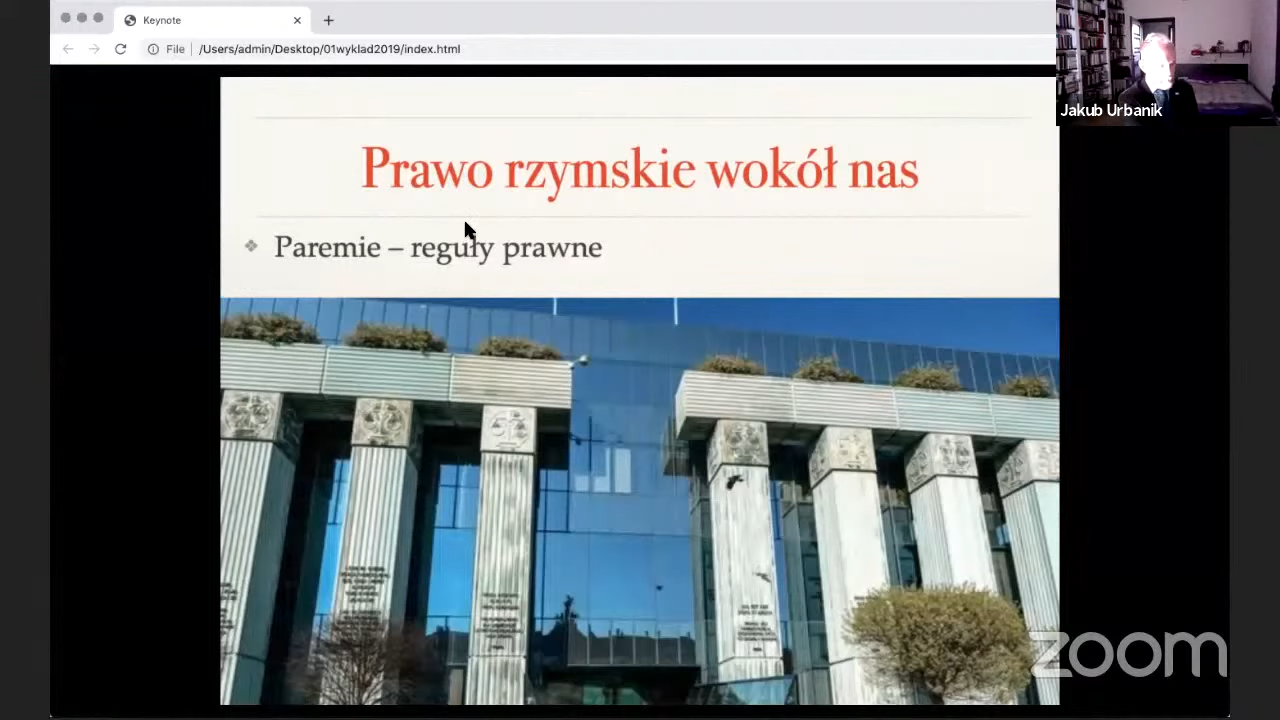 Keynote
File
/Users/admin/Desktop/01wyklad2019/index.html
Jakub Urbanik
Prawo rzymskie wokół nas
Paremie – reguły prawne
zoom